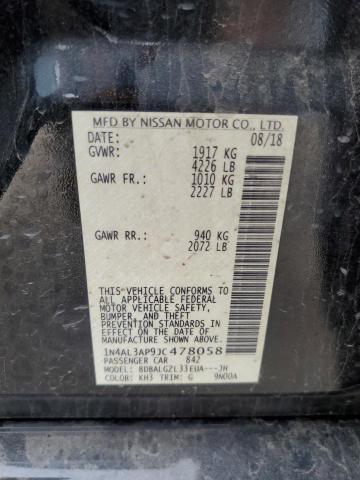 MFD BY NISSAN MOTOR CO., LTD.
DATE: 08/18
GVWR: 1917 KG
4226 LB
GAWR FR.: 1010 KG
2227 LB
GAWR RR.: 940 KG
2072 LB
THIS VEHICLE CONFORMS TO
ALL APPLICABLE FEDERAL
MOTOR VEHICLE SAFETY,
BUMPER, AND THEFT
PREVENTION STANDARDS IN
EFFECT ON THE DATE OF
MANUFACTURE SHOWN ABOVE.
1N4AL3AP9JC478058
PASSENGER CAR 842
MODEL: BDBALGZL33EUA---JH
COLOR: KH3 TRIM: G 9N00A